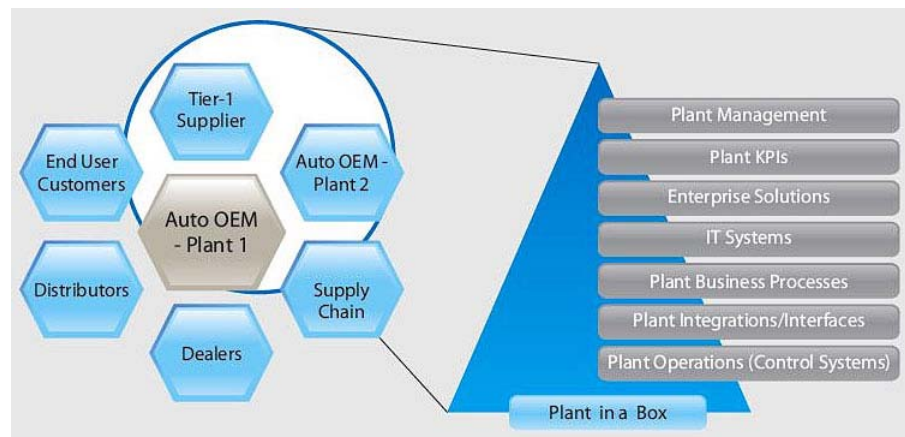 Tier-1
Supplier
End User
Customers
Auto OEM -
Plant 2
Auto OEM
- Plant 1
Distributors
Supply
Chain
Dealers
Plant Management
Plant KPIs
Enterprise Solutions
IT Systems
Plant Business Processes
Plant Integrations/Interfaces
Plant Operations (Control Systems)
Plant in a Box